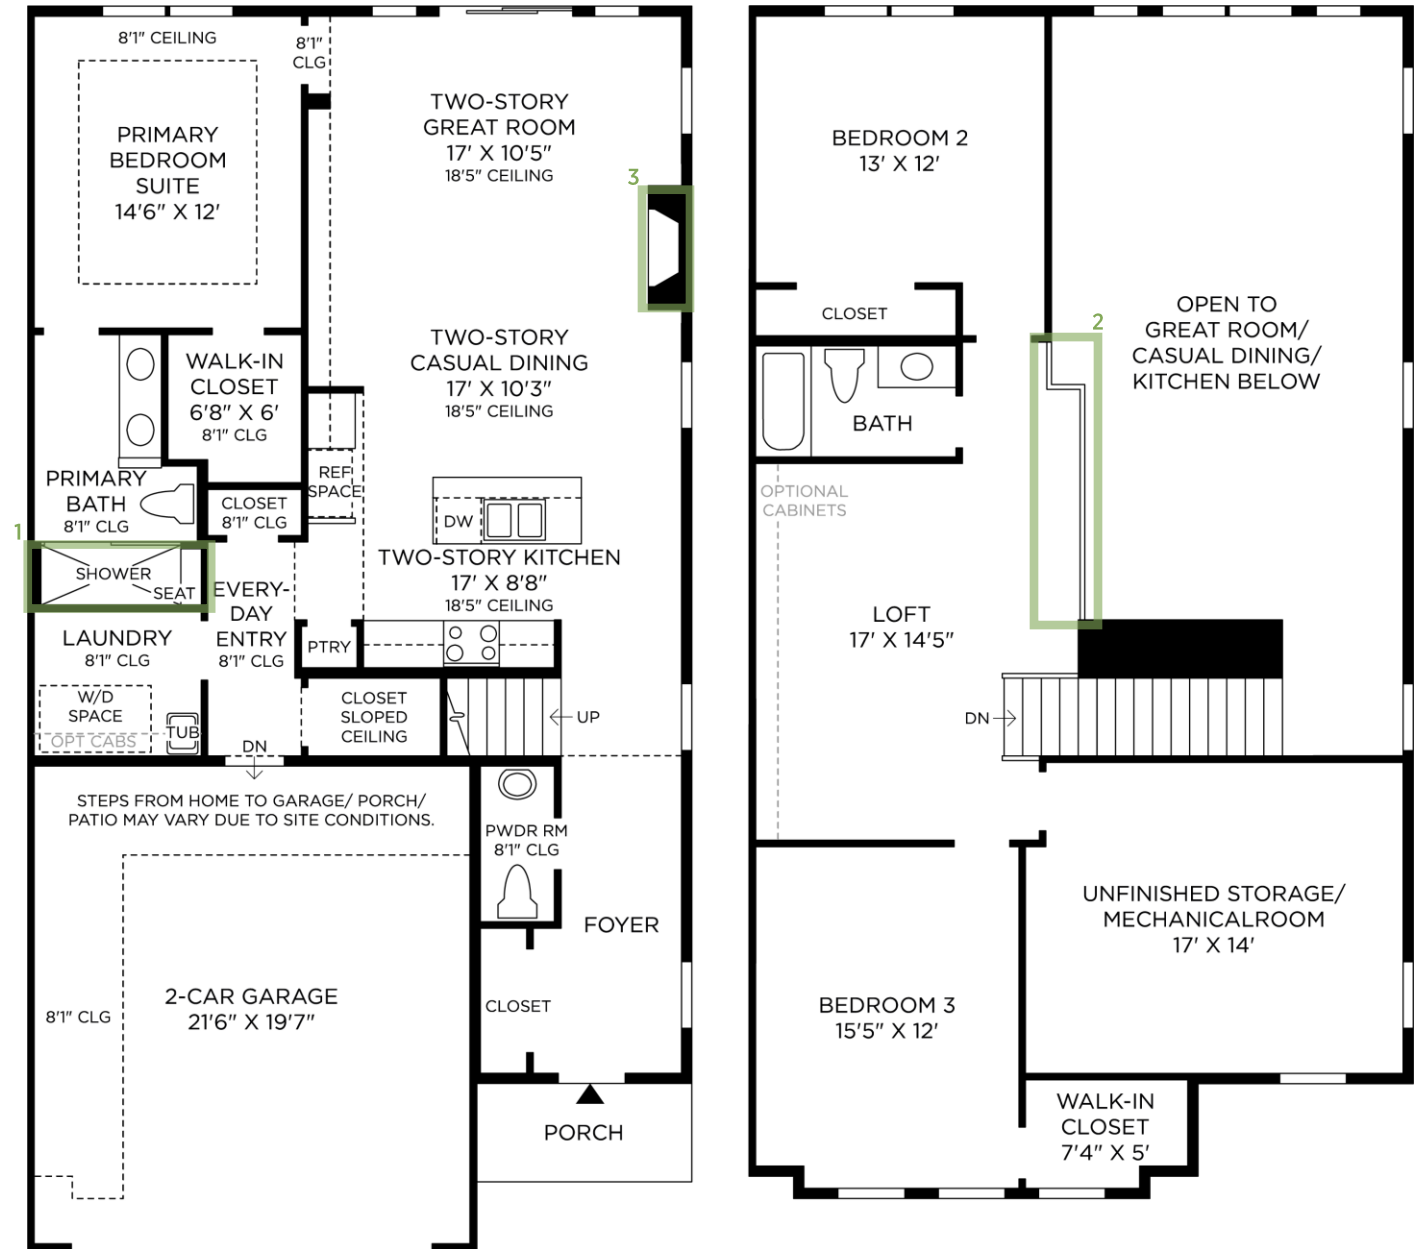 8'1" CEILING
8'1"
CLG
PRIMARY
BEDROOM
SUITE
14'6" X 12'
TWO-STORY
GREAT ROOM
17' X 10'5"
18'5" CEILING
3
TWO-STORY
CASUAL DINING
17' X 10'3"
18'5" CEILING
WALK-IN
CLOSET
6'8" X 6'
8'1" CLG
PRIMARY
BATH
8'1" CLG
CLOSET
8'1" CLG
REF
SPACE
DW
TWO-STORY KITCHEN
17' X 8'8"
18'5" CEILING
1
SHOWER
SEAT
EVERY-
DAY
ENTRY
8'1" CLG
PTRY
LAUNDRY
8'1" CLG
W/D
SPACE
OPT CABS
TUB
CLOSET
SLOPED
CEILING
UP
DN
STEPS FROM HOME TO GARAGE/ PORCH/
PATIO MAY VARY DUE TO SITE CONDITIONS.
PWDR RM
8'1" CLG
FOYER
CLOSET
8'1" CLG
2-CAR GARAGE
21'6" X 19'7"
PORCH
BEDROOM 2
13' X 12'
CLOSET
BATH
OPEN TO
GREAT ROOM/
CASUAL DINING/
KITCHEN BELOW
2
OPTIONAL
CABINETS
LOFT
17' X 14'5"
DN
UNFINISHED STORAGE/
MECHANICALROOM
17' X 14'
BEDROOM 3
15'5" X 12'
WALK-IN
CLOSET
7'4" X 5'